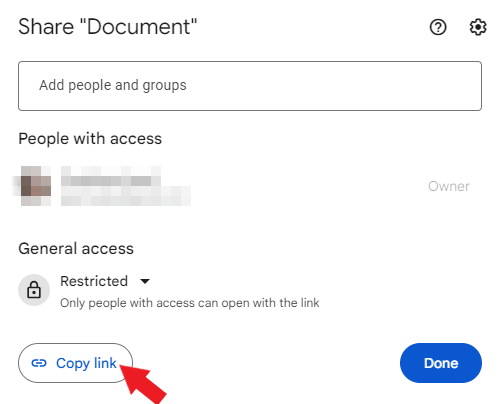 Share "Document"
Add people and groups
People with access
Owner
General access
Restricted
Only people with access can open with the link
Copy link
Done